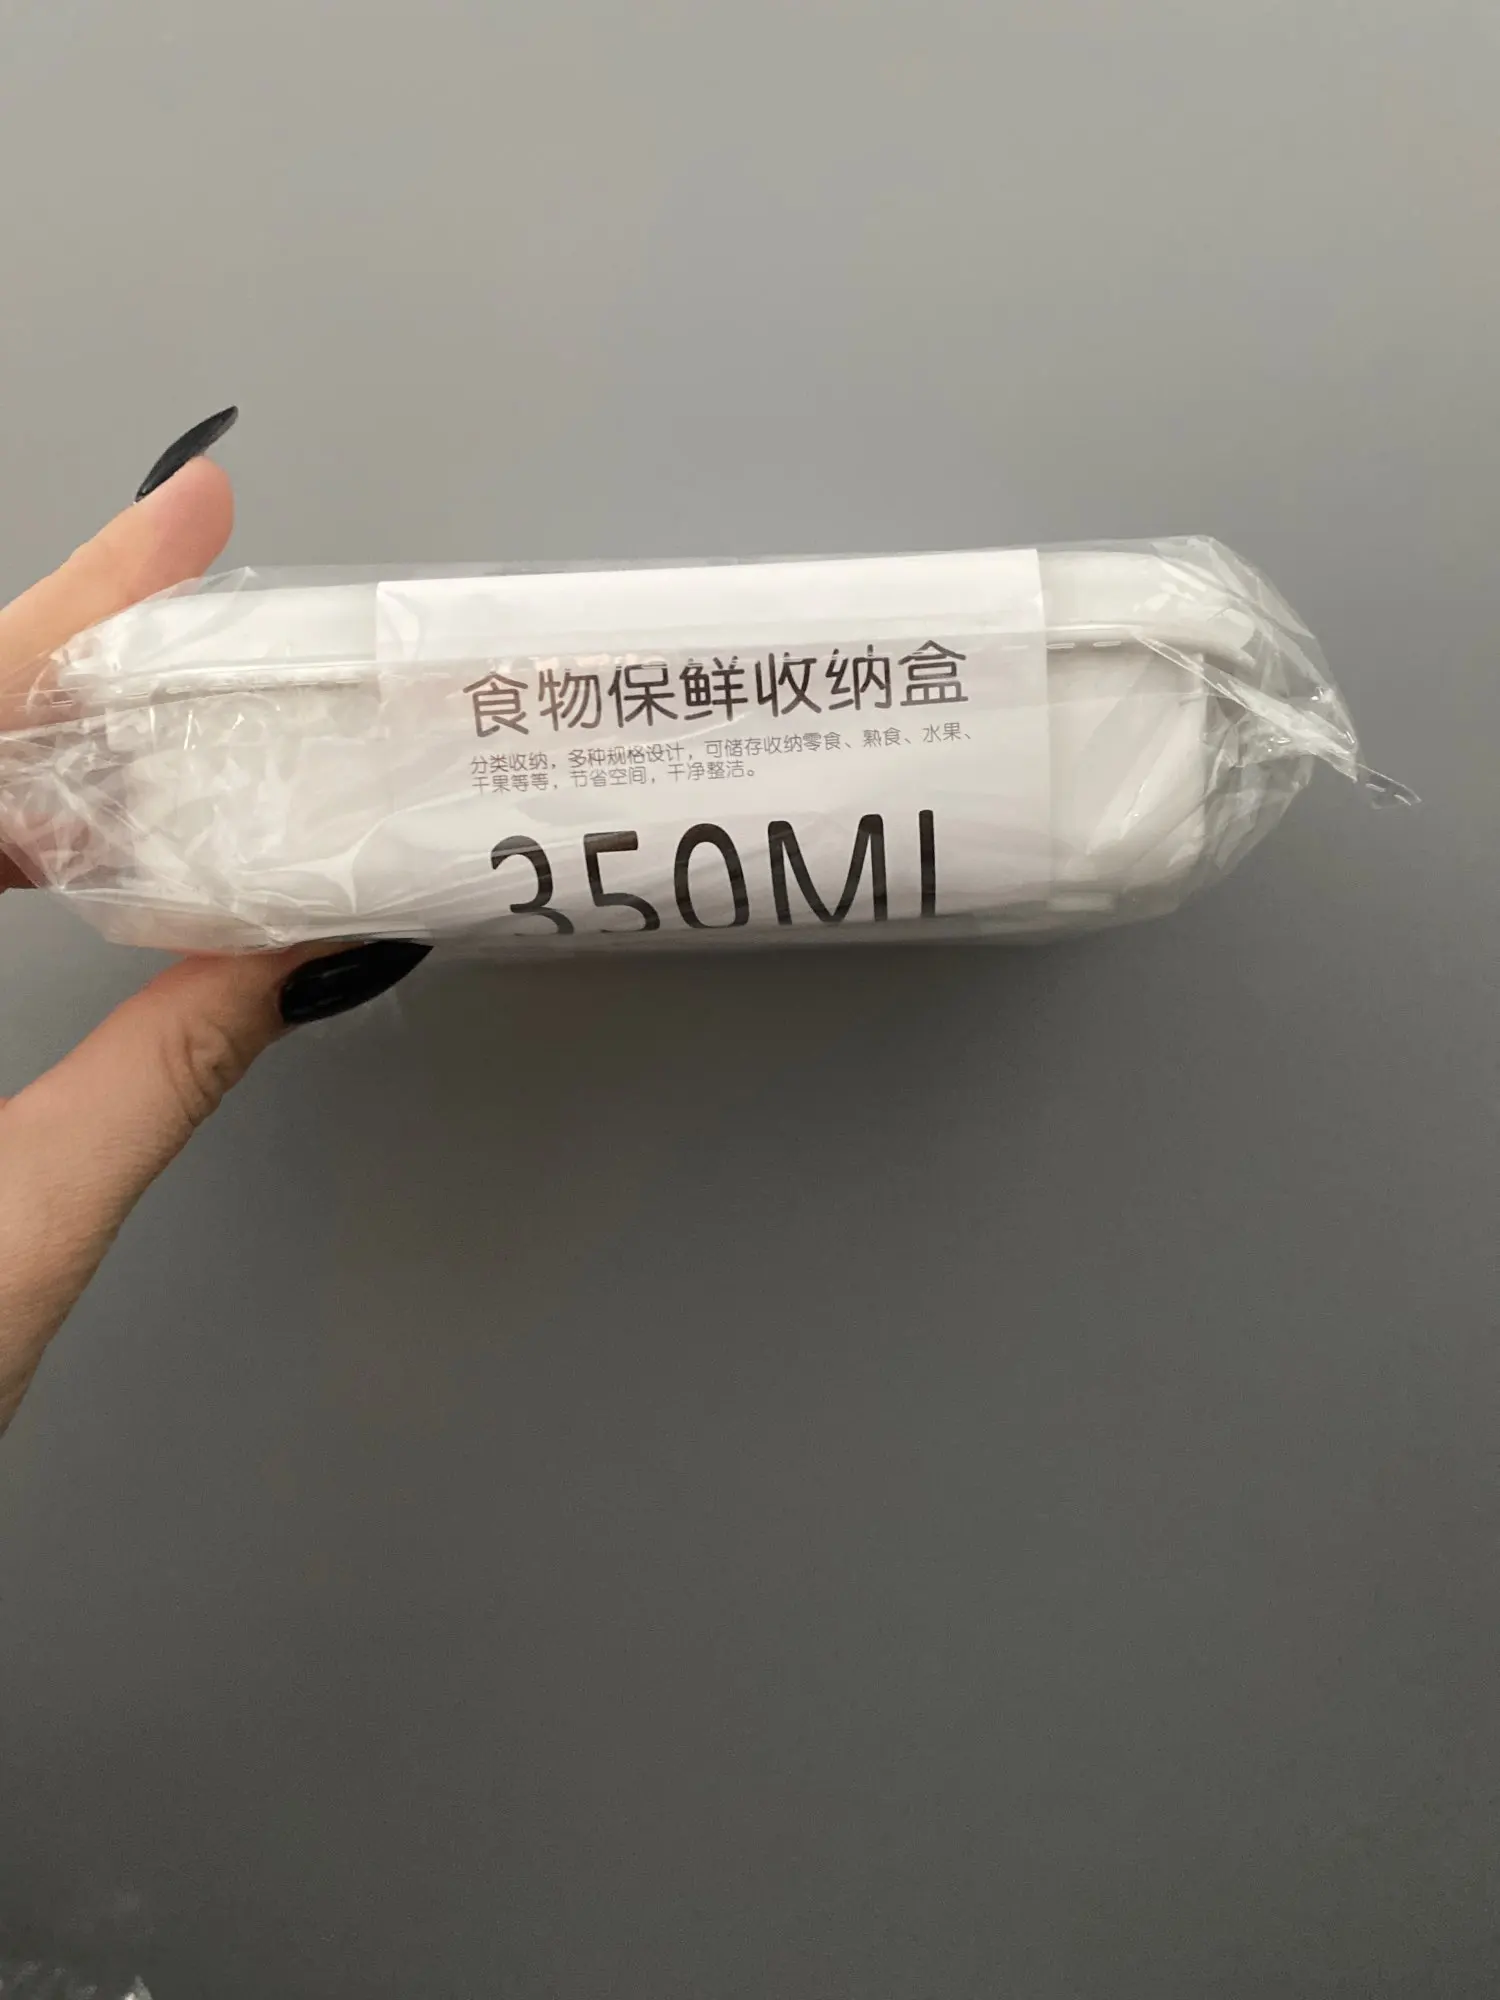 食物保鲜收纳盒
分类收纳，多种规格设计，可储存收纳零食、熟食、水果、
干果等等，节省空间，干净整洁。
350ML